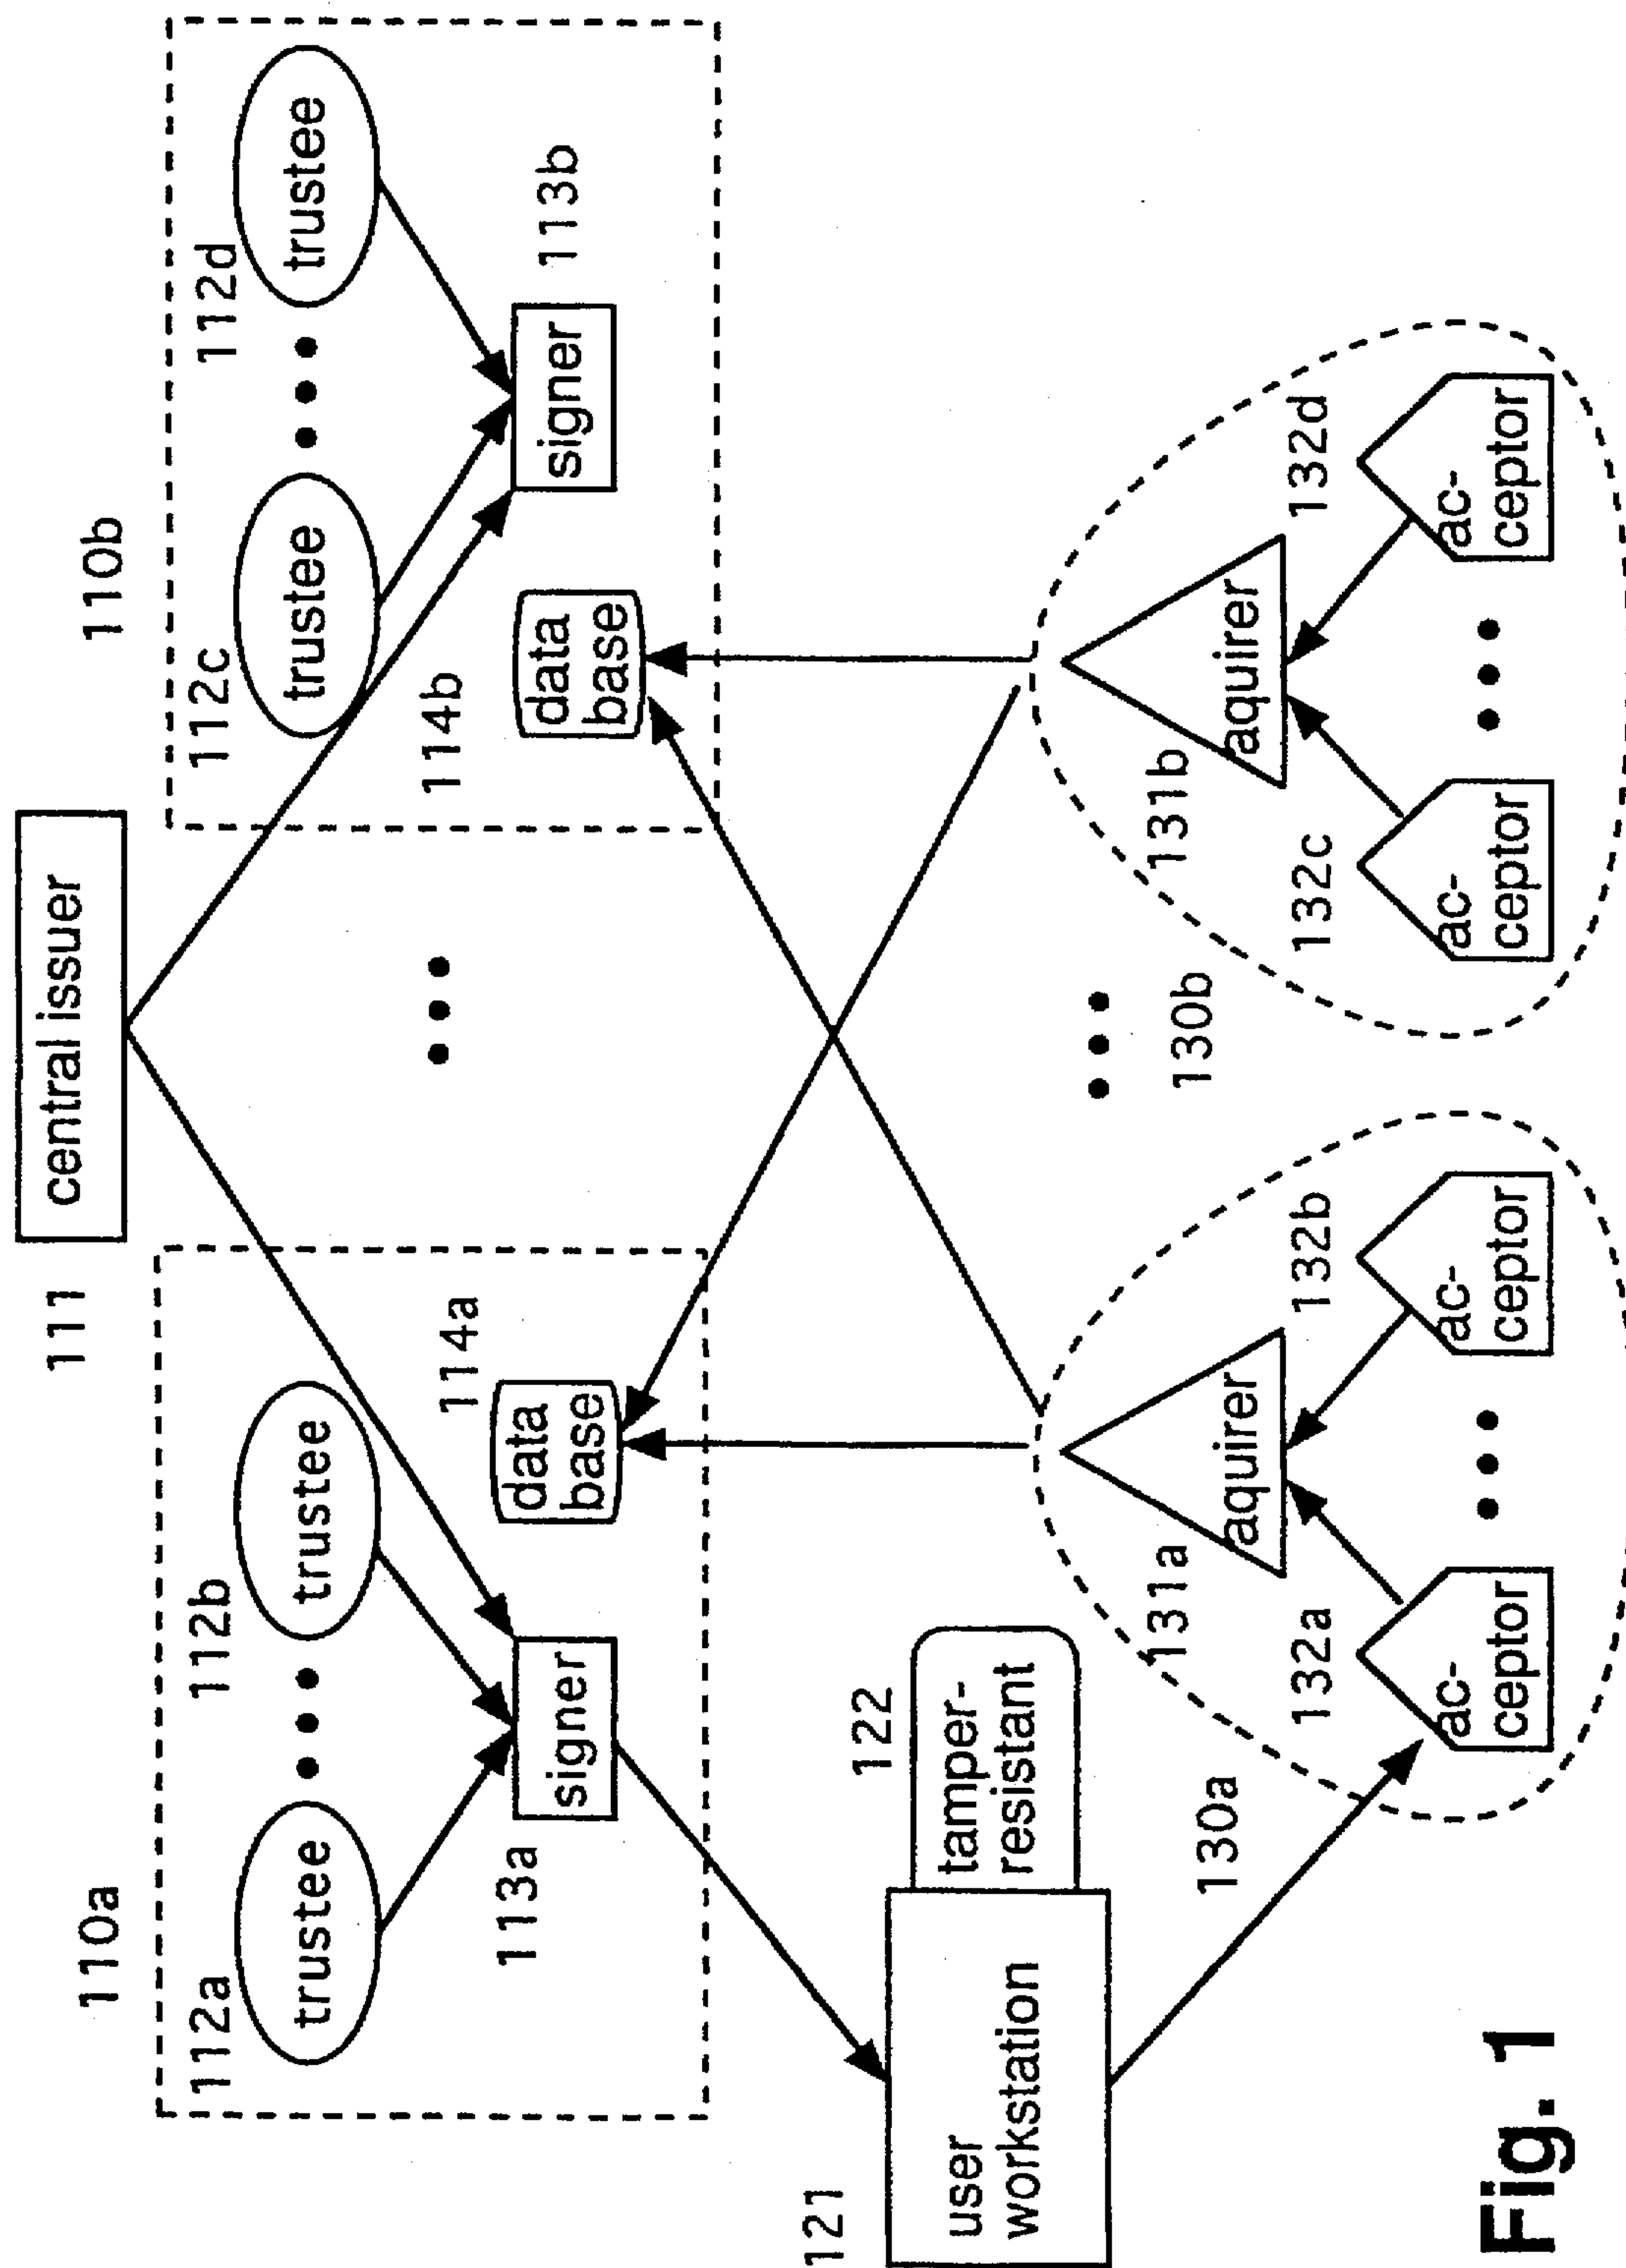 111
central issuer
110a
110b
112a
trustee
112b
trustee
112c
trustee
112d
trustee
113a
signer
114a
data
base
114b
data
base
signer
113b
121
user
workstation
122
tamper-
resistant
130a
130b
131a
aquirer
131b
aquirer
132a
ac-
ceptor
132b
ac-
ceptor
132c
ac-
ceptor
132d
ac-
ceptor
Fig. 1